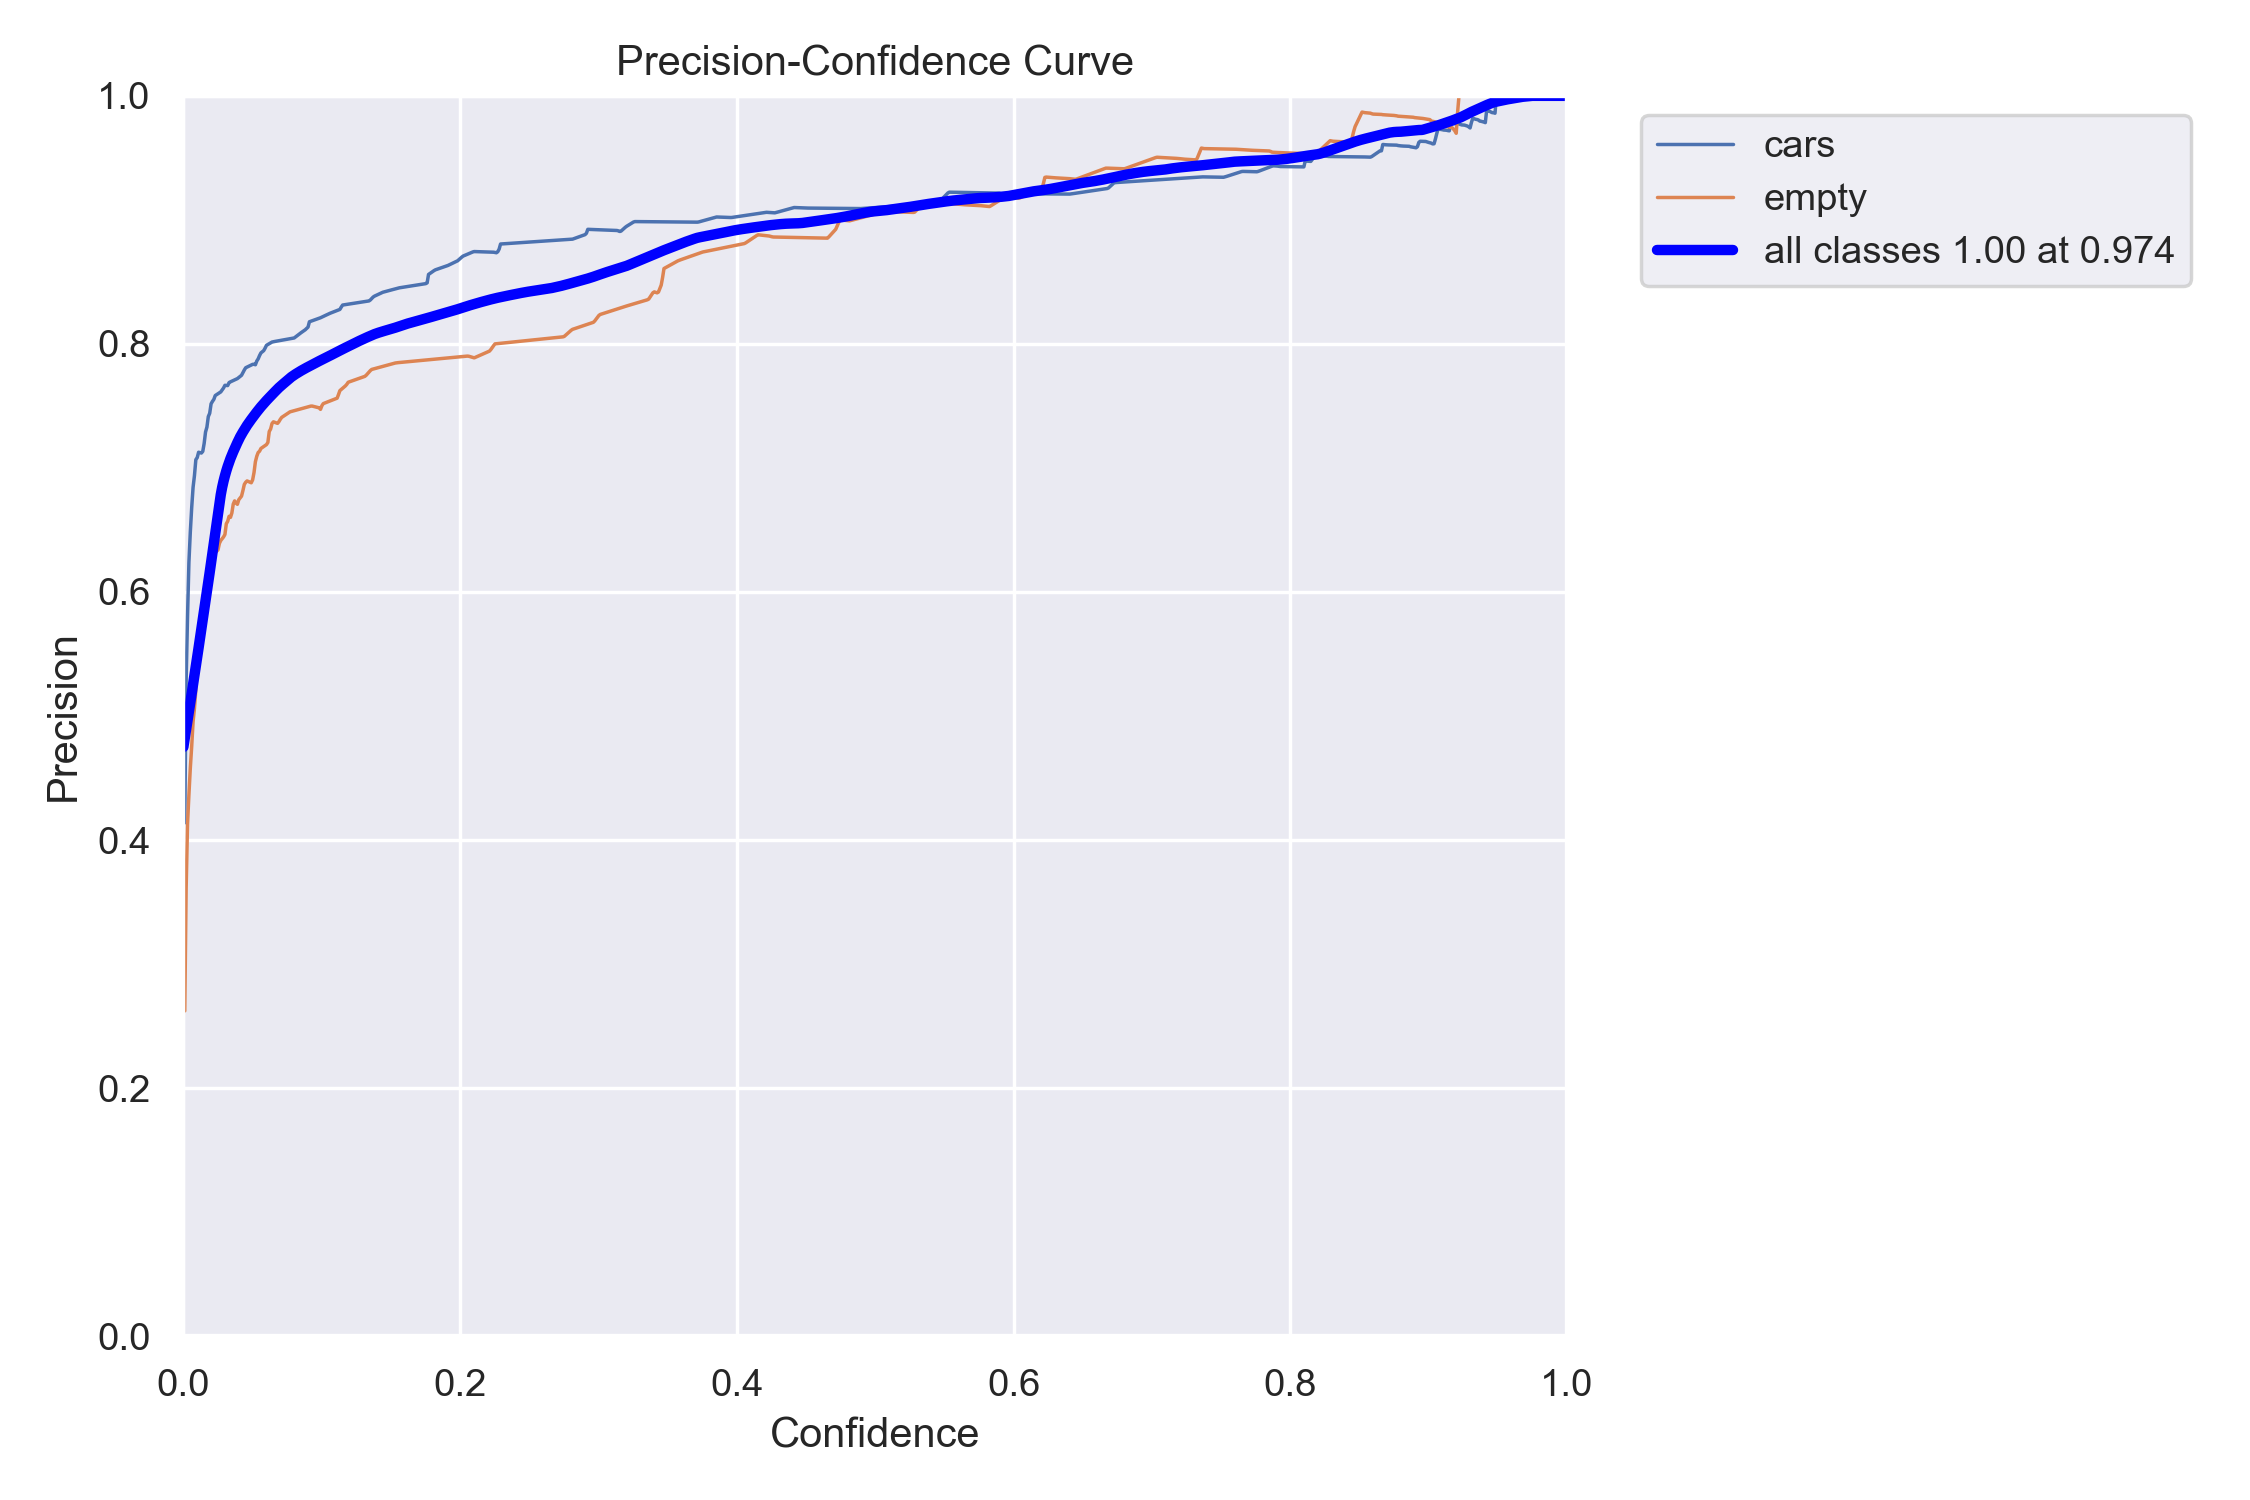 Precision-Confidence Curve
1.0
0.8
0.6
0.4
0.2
0.0
Precision
0.0 0.2 0.4 0.6 0.8 1.0
Confidence
cars
empty
all classes 1.00 at 0.974